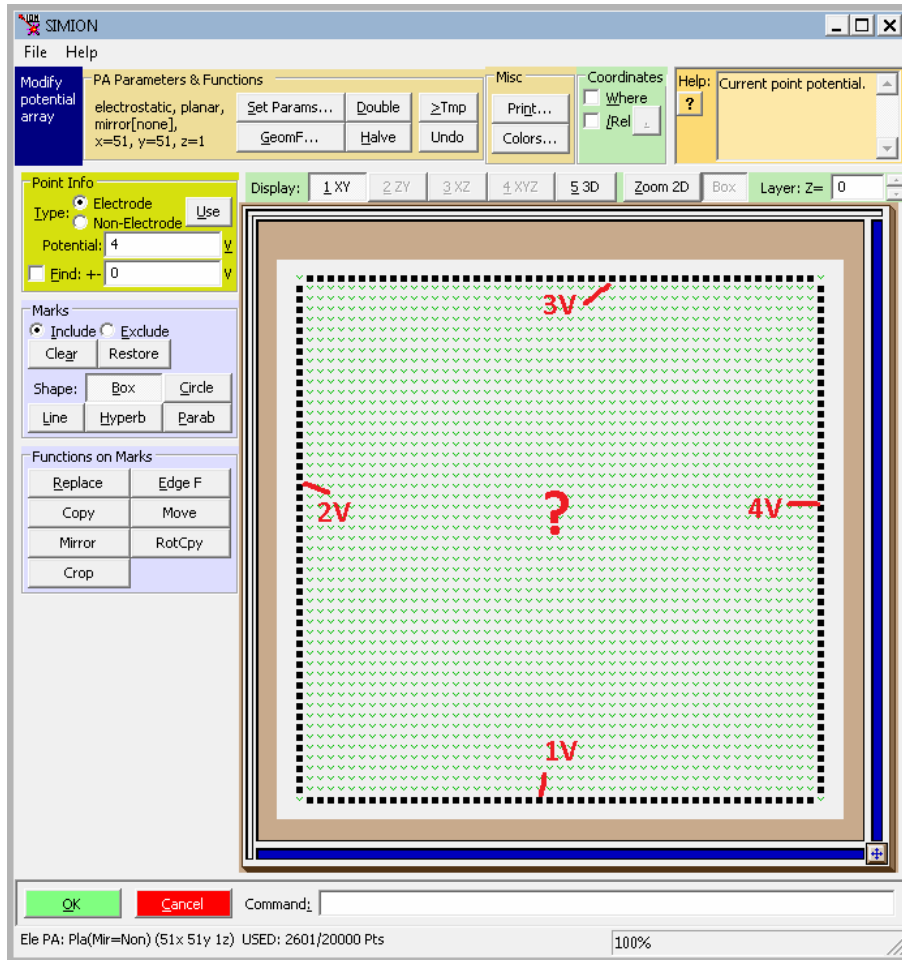 SIMION
File Help
Modify potential array
PA Parameters & Functions
electrostatic, planar,
mirror[none],
x=51, y=51, z=1
Set Params... Double >Tmp
GeomF... Halve Undo
Misc
Print...
Colors...
Coordinates
Where
/Rel .
Help:
?
Current point potential.
Point Info
Type: Electrode
Non-Electrode
Use
Potential: 4 V
Find: +- 0 V
Marks
Include Exclude
Clear Restore
Shape: Box Circle
Line Hyperb Parab
Functions on Marks
Replace Edge F
Copy Move
Mirror RotCpy
Crop
Display: 1 XY 2 ZY 3 XZ 4 XYZ 5 3D Zoom 2D Box Layer: Z= 0
3V
2V
?
4V
1V
OK Cancel Command:
Ele PA: Pla(Mir=Non) (51x 51y 1z) USED: 2601/20000 Pts 100%